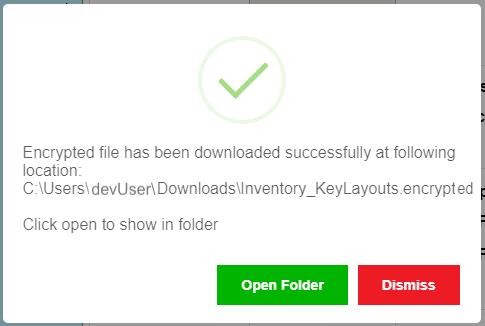 Encrypted file has been downloaded successfully at following
location:
C:\Users\devUser\Downloads\Inventory_KeyLayouts.encrypted
Click open to show in folder
Open Folder
Dismiss